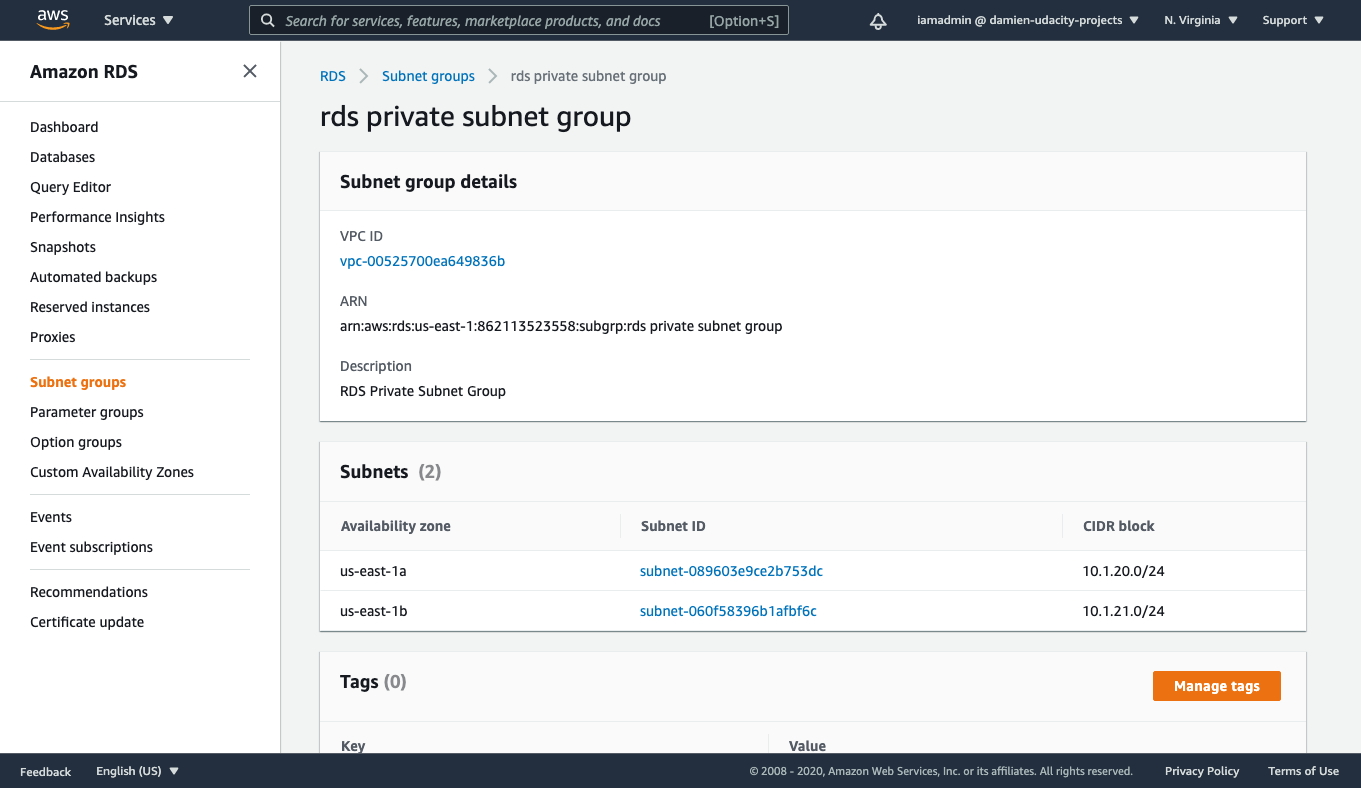 aws Services Search for services, features, marketplace products, and docs [Option+S] iamadmin @ damien-udacity-projects N. Virginia Support
Amazon RDS
Dashboard
Databases
Query Editor
Performance Insights
Snapshots
Automated backups
Reserved instances
Proxies
Subnet groups
Parameter groups
Option groups
Custom Availability Zones
Events
Event subscriptions
Recommendations
Certificate update
RDS Subnet groups rds private subnet group
rds private subnet group
Subnet group details
VPC ID
vpc-00525700ea649836b
ARN
arn:aws:rds:us-east-1:862113523558:subgrp:rds private subnet group
Description
RDS Private Subnet Group
Subnets (2)
Availability zone Subnet ID CIDR block
us-east-1a subnet-089603e9ce2b753dc 10.1.20.0/24
us-east-1b subnet-060f58396b1afbf6c 10.1.21.0/24
Tags (0) Manage tags
Key Value
Feedback English (US) © 2008 - 2020, Amazon Web Services, Inc. or its affiliates. All rights reserved. Privacy Policy Terms of Use